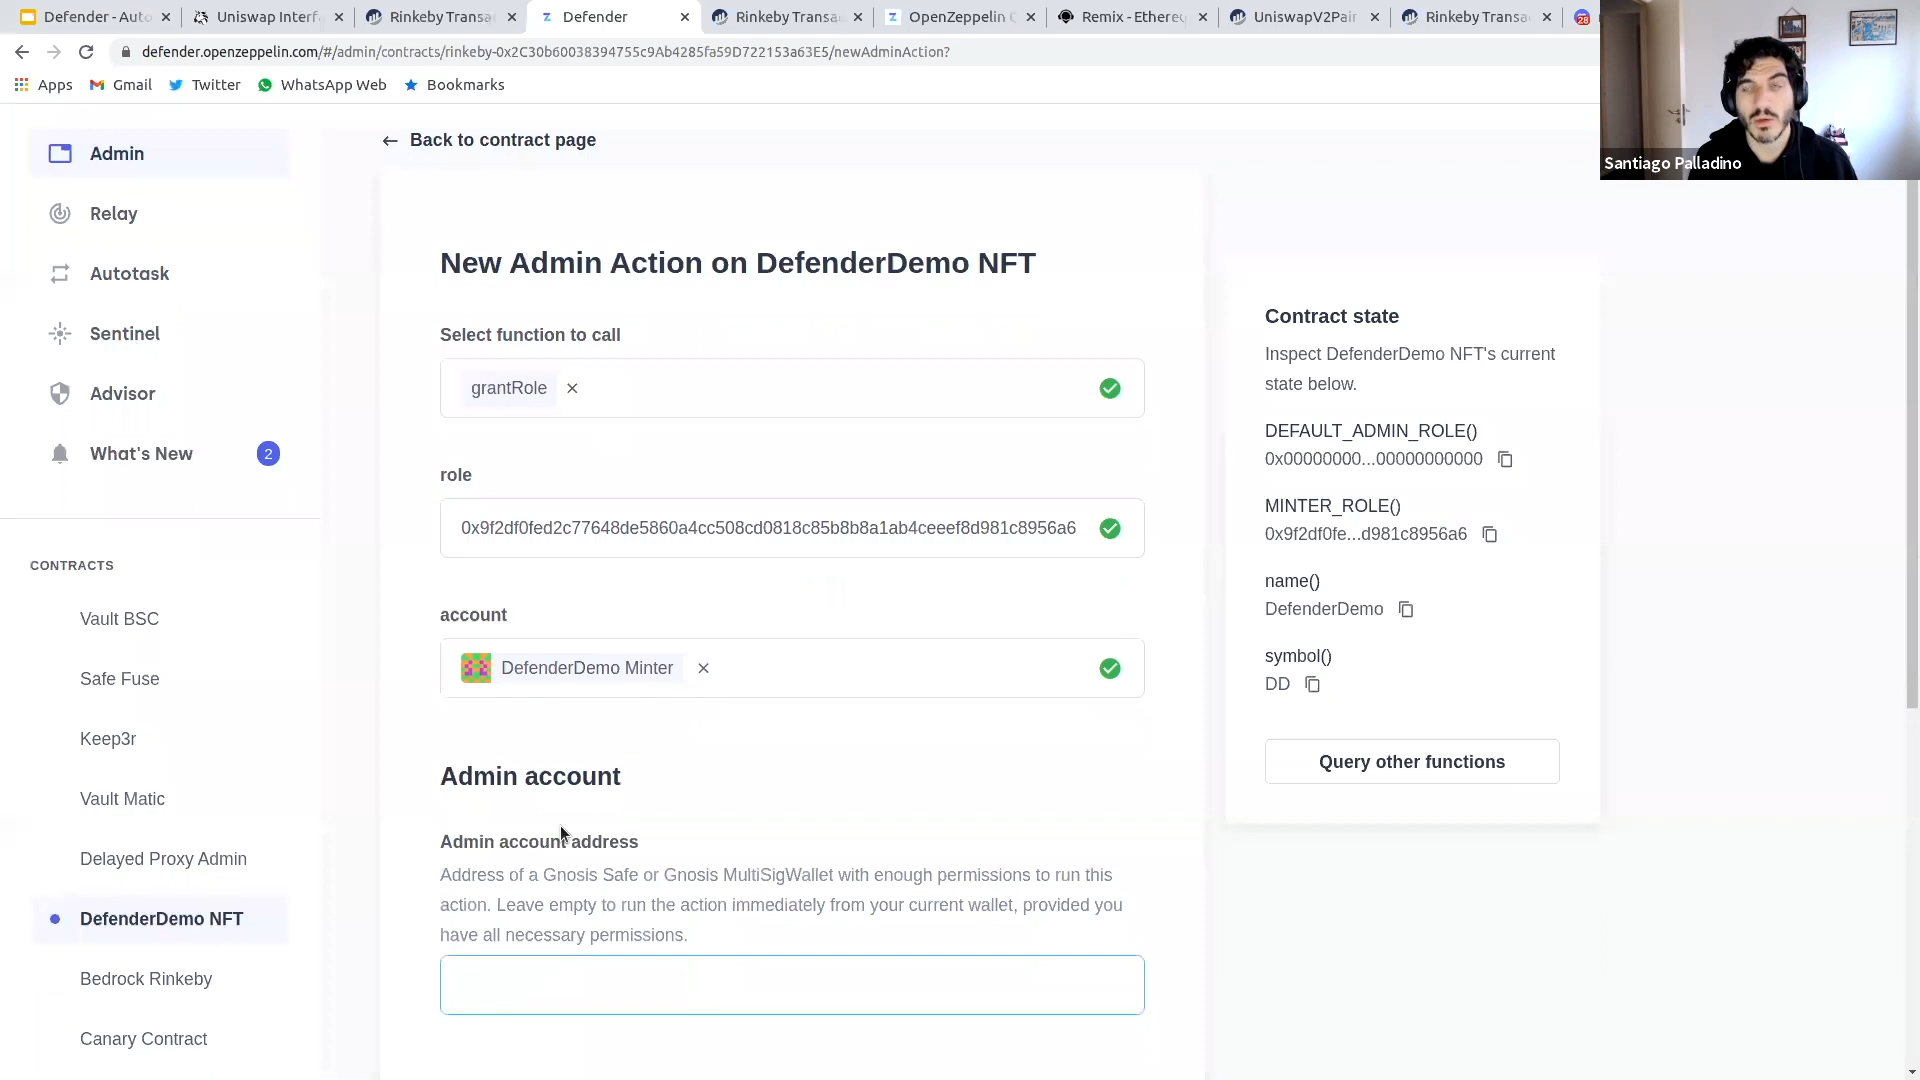 Defender - Auto
Uniswap Interf
Rinkeby Transa
Defender
Rinkeby Transa
OpenZeppelin
Remix - Ethereu
UniswapV2Pair
Rinkeby Transa
28
defender.openzeppelin.com/#/admin/contracts/rinkeby-0x2C30b60038394755c9Ab4285fa59D722153a63E5/newAdminAction?
Apps
Gmail
Twitter
WhatsApp Web
Bookmarks
Santiago Palladino
Admin
Relay
Autotask
Sentinel
Advisor
What's New
2
CONTRACTS
Vault BSC
Safe Fuse
Keep3r
Vault Matic
Delayed Proxy Admin
DefenderDemo NFT
Bedrock Rinkeby
Canary Contract
Back to contract page
New Admin Action on DefenderDemo NFT
Select function to call
grantRole
role
0x9f2df0fed2c77648de5860a4cc508cd0818c85b8b8a1ab4ceeef8d981c8956a6
account
DefenderDemo Minter
Admin account
Admin account address
Address of a Gnosis Safe or Gnosis MultiSigWallet with enough permissions to run this
action. Leave empty to run the action immediately from your current wallet, provided you
have all necessary permissions.
Contract state
Inspect DefenderDemo NFT's current
state below.
DEFAULT_ADMIN_ROLE()
0x00000000...00000000000
MINTER_ROLE()
0x9f2df0fe...d981c8956a6
name()
DefenderDemo
symbol()
DD
Query other functions